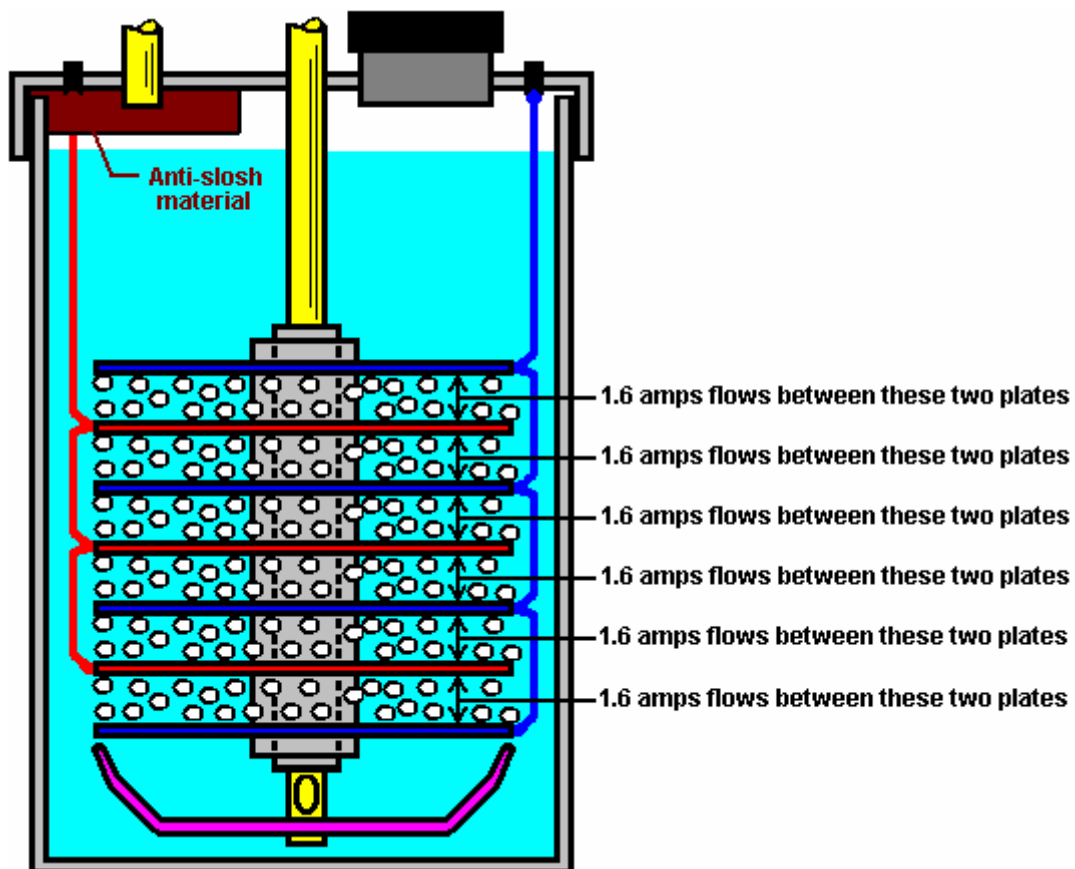 Anti-slosh
material
1.6 amps flows between these two plates
1.6 amps flows between these two plates
1.6 amps flows between these two plates
1.6 amps flows between these two plates
1.6 amps flows between these two plates
1.6 amps flows between these two plates